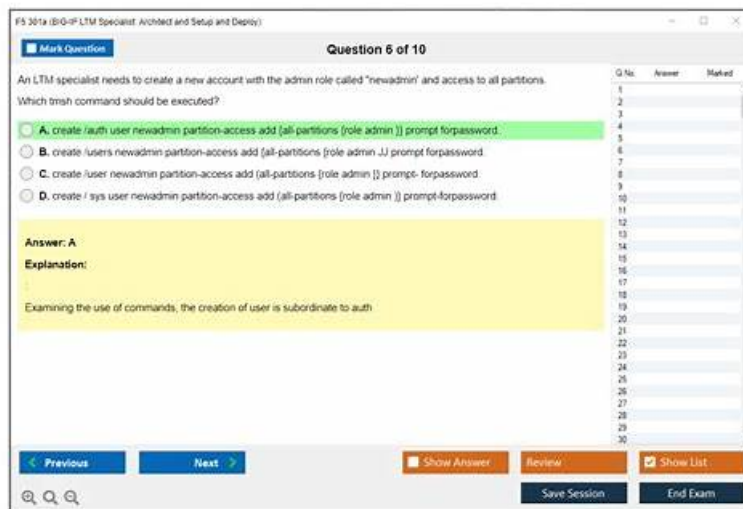 F5 301a (BIG-IP LTM Specialist: Architect and Setup and Deploy)
Mark Question
Question 6 of 10
An LTM specialist needs to create a new account with the admin role called "newadmin' and access to all partitions.
Which tmsh command should be executed?
A. create /auth user newadmin partition-access add {all-partitions {role admin }} prompt forpassword.
B. create /users newadmin partition-access add {all-partitions {role admin JJ prompt forpassword.
C. create /user newadmin partition-access add (all-partitions {role admin }} prompt- forpassword.
D. create / sys user newadmin partition-access add (all-partitions {role admin )} prompt-forpassword.
Answer: A
Explanation:
:
Examining the use of commands, the creation of user is subordinate to auth
Q.No. Answer Marked
1
2
3
4
5
6
7
8
9
10
11
12
13
14
15
16
17
18
19
20
21
22
23
24
25
26
27
28
29
30
Previous
Next
Show Answer
Review
Show List
Save Session
End Exam